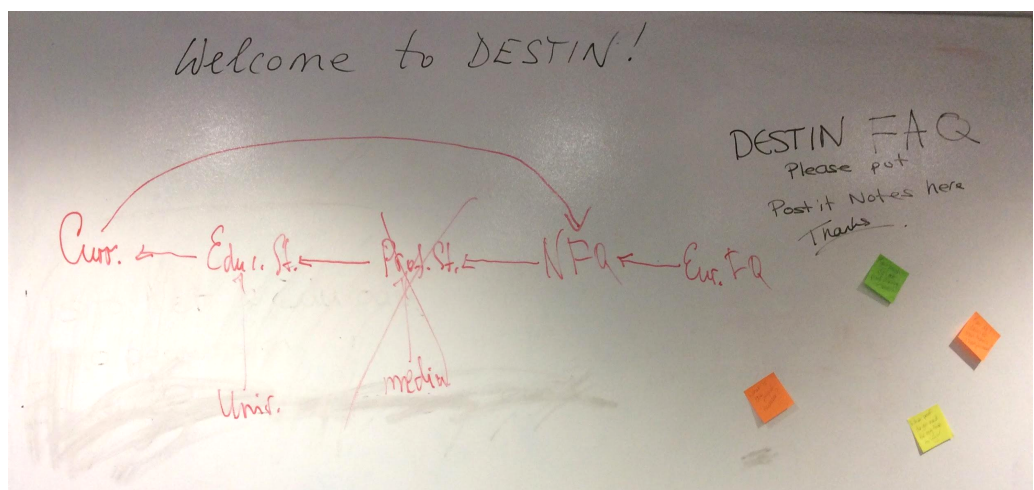 Welcome to DESTIN!
DESTIN FAQ
Please put
Post it Notes here
Thanks.
Curr. Educ. St. Prof. St. NFQ Eur. FQ
Univ. media